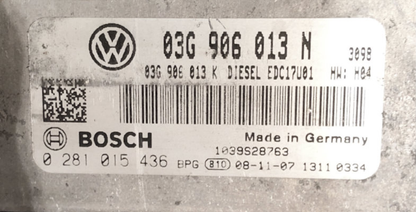 03G 906 013 N 3098
03G 906 013 K DIESEL EDC17U01 HW: H04
BOSCH Made in Germany
1039S28763
0 281 015 436 BPG 810 08-11-07 1311 0334